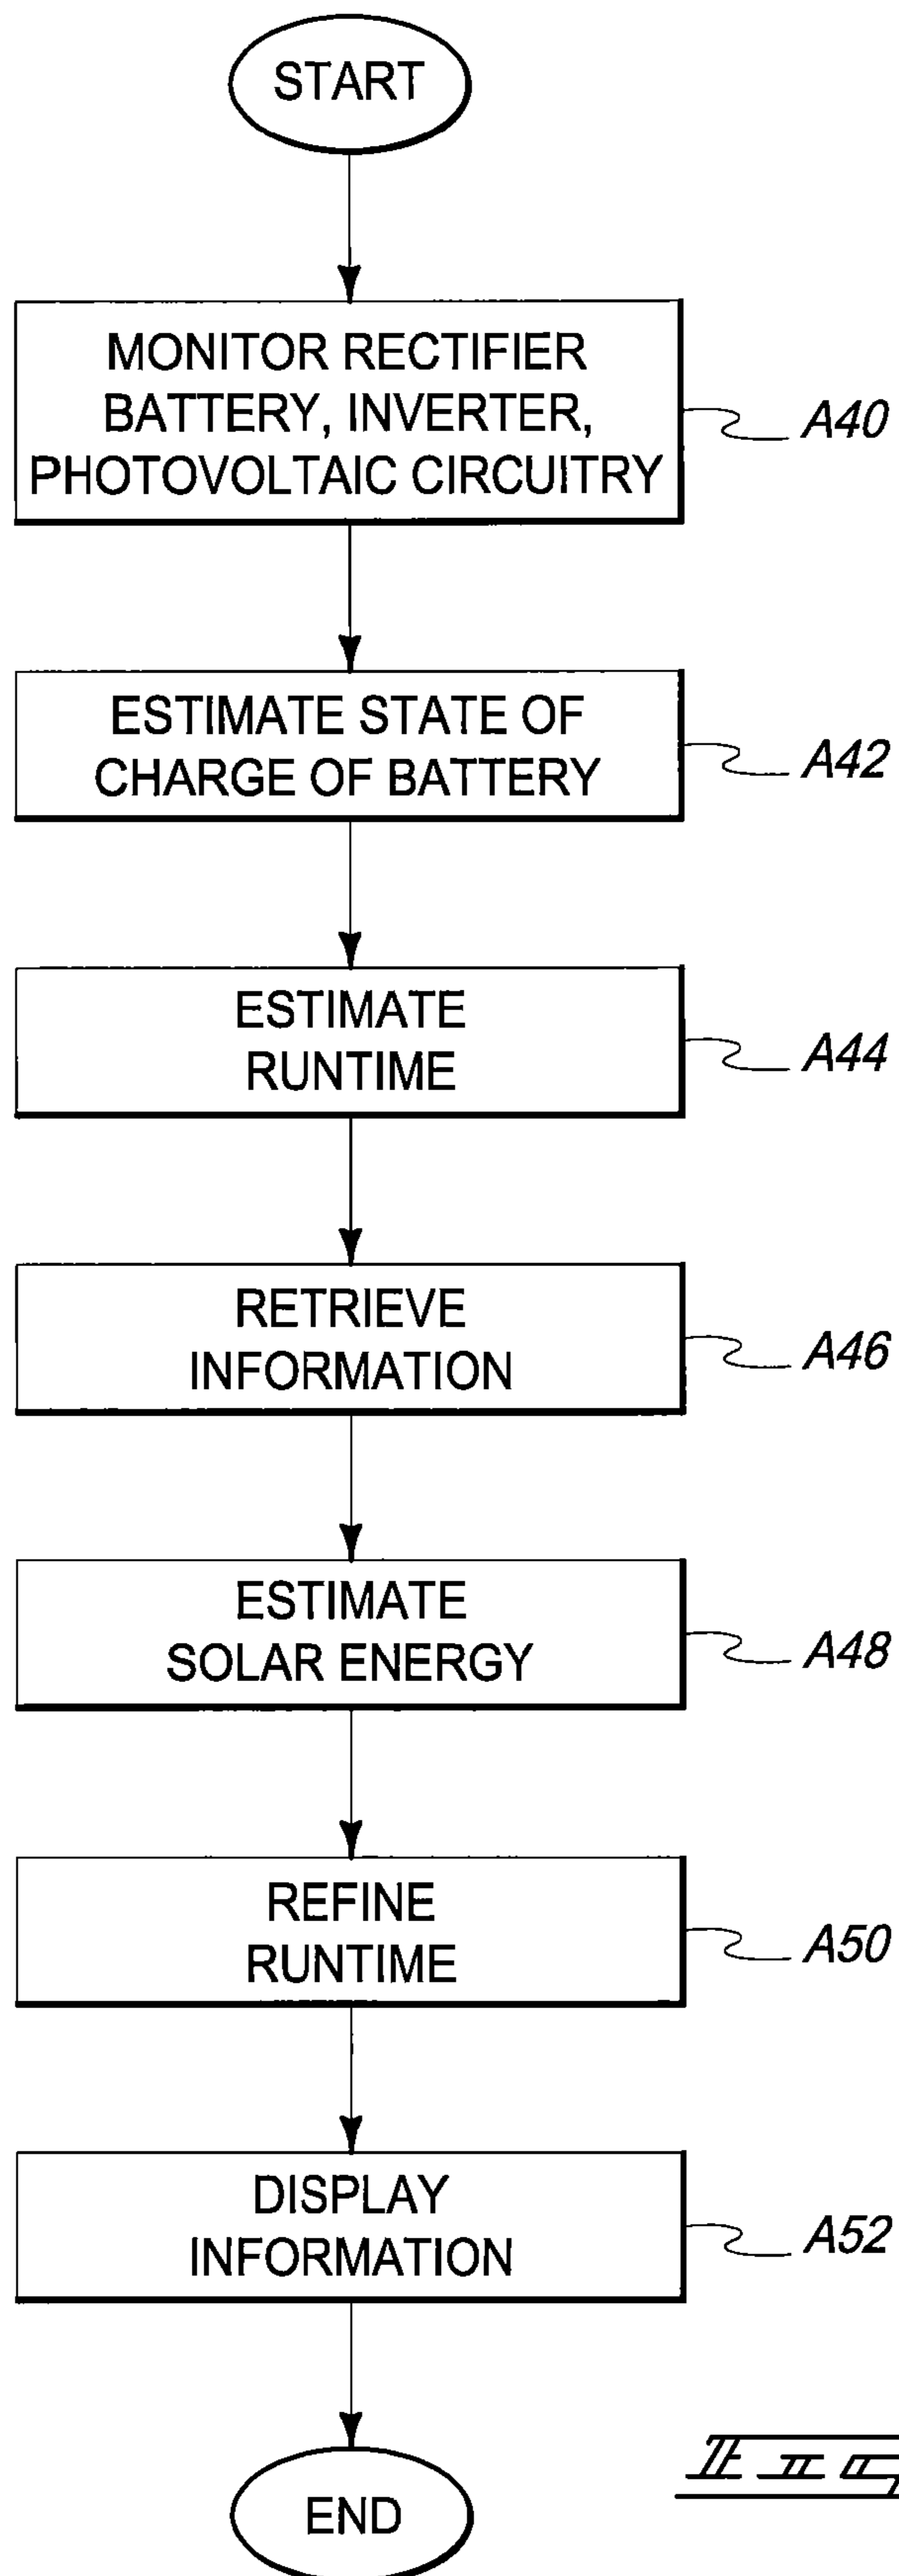 START
MONITOR RECTIFIER
BATTERY, INVERTER,
PHOTOVOLTAIC CIRCUITRY
A40
ESTIMATE STATE OF
CHARGE OF BATTERY
A42
ESTIMATE
RUNTIME
A44
RETRIEVE
INFORMATION
A46
ESTIMATE
SOLAR ENERGY
A48
REFINE
RUNTIME
A50
DISPLAY
INFORMATION
A52
END